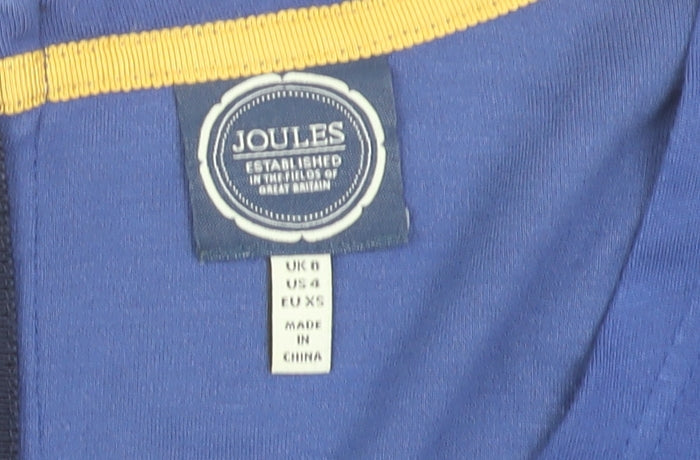 JOULES
ESTABLISHED
IN THE FIELDS OF
GREAT BRITAIN
UK 8
US 4
EU XS
MADE
IN
CHINA